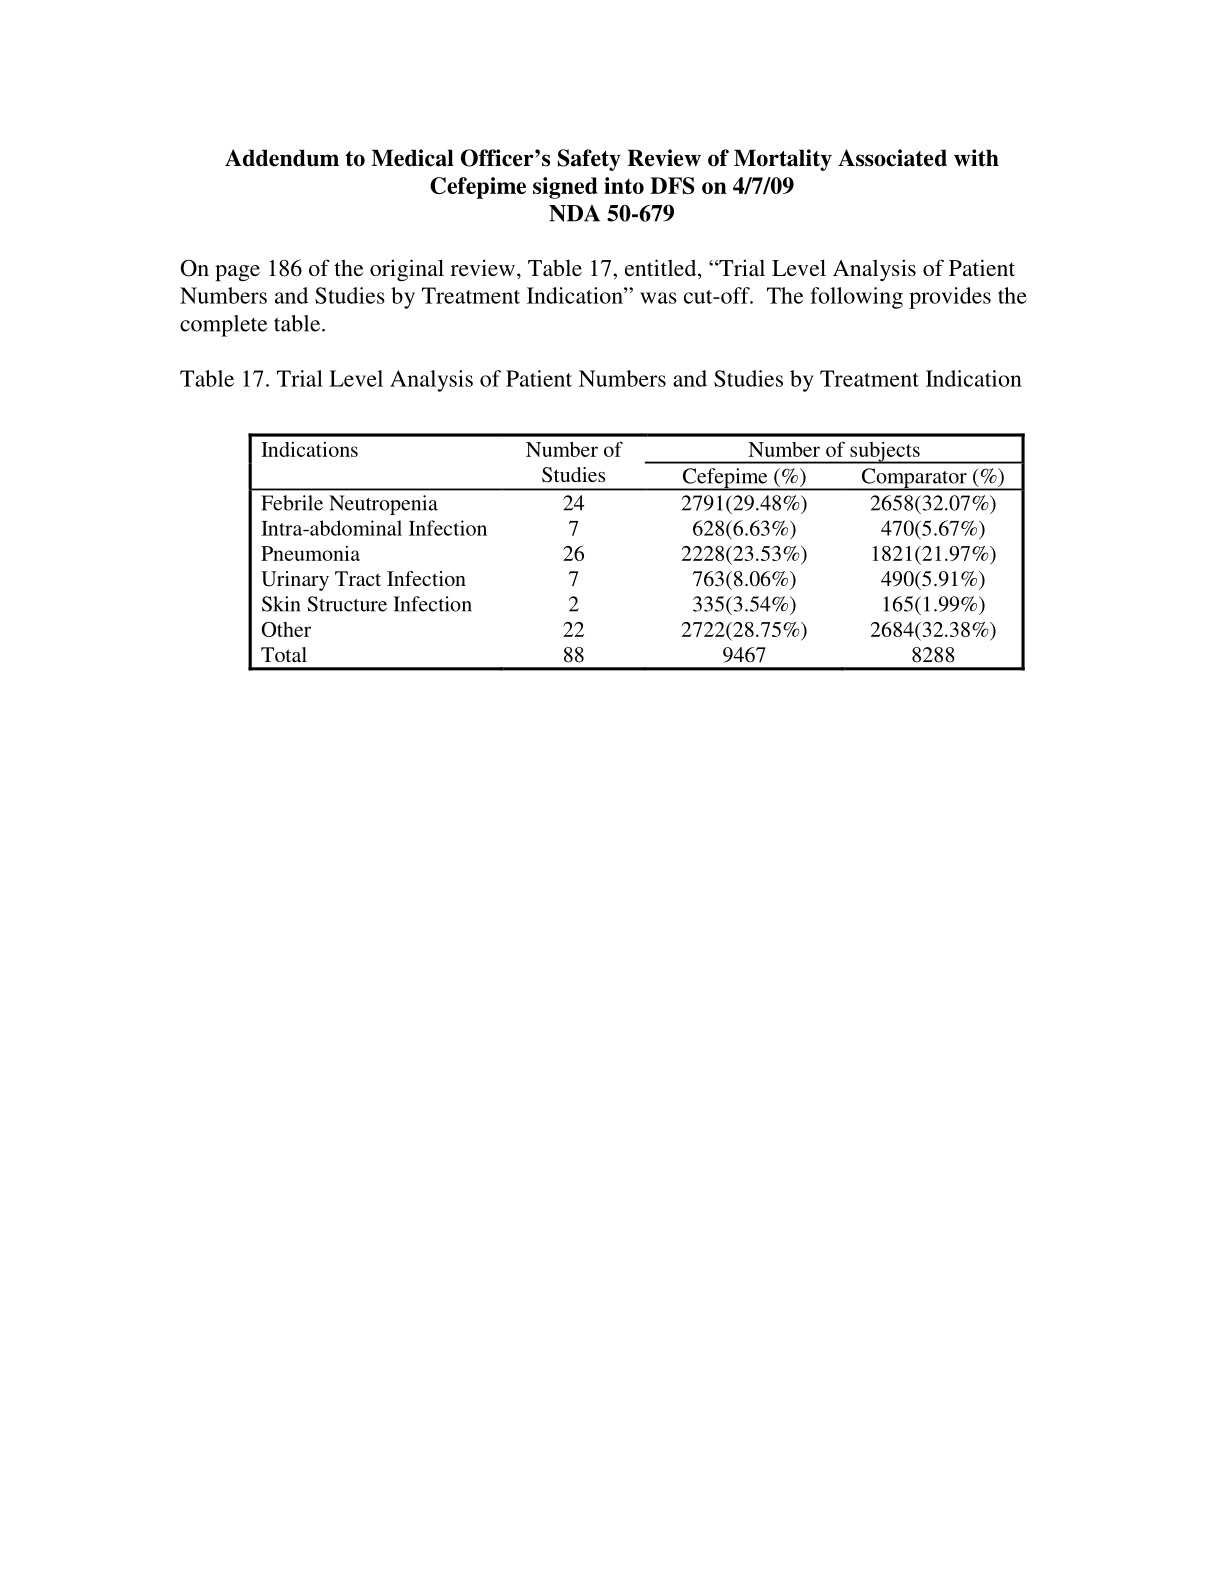 Addendum to Medical Officer’s Safety Review of Mortality Associated with
Cefepime signed into DFS on 4/7/09
NDA 50-679
On page 186 of the original review, Table 17, entitled, “Trial Level Analysis of Patient
Numbers and Studies by Treatment Indication” was cut-off.  The following provides the
complete table.
Table 17. Trial Level Analysis of Patient Numbers and Studies by Treatment Indication
Indications Number of Studies Number of subjects
Cefepime (%) Comparator (%)
Febrile Neutropenia 24 2791(29.48%) 2658(32.07%)
Intra-abdominal Infection 7 628(6.63%) 470(5.67%)
Pneumonia 26 2228(23.53%) 1821(21.97%)
Urinary Tract Infection 7 763(8.06%) 490(5.91%)
Skin Structure Infection 2 335(3.54%) 165(1.99%)
Other 22 2722(28.75%) 2684(32.38%)
Total 88 9467 8288